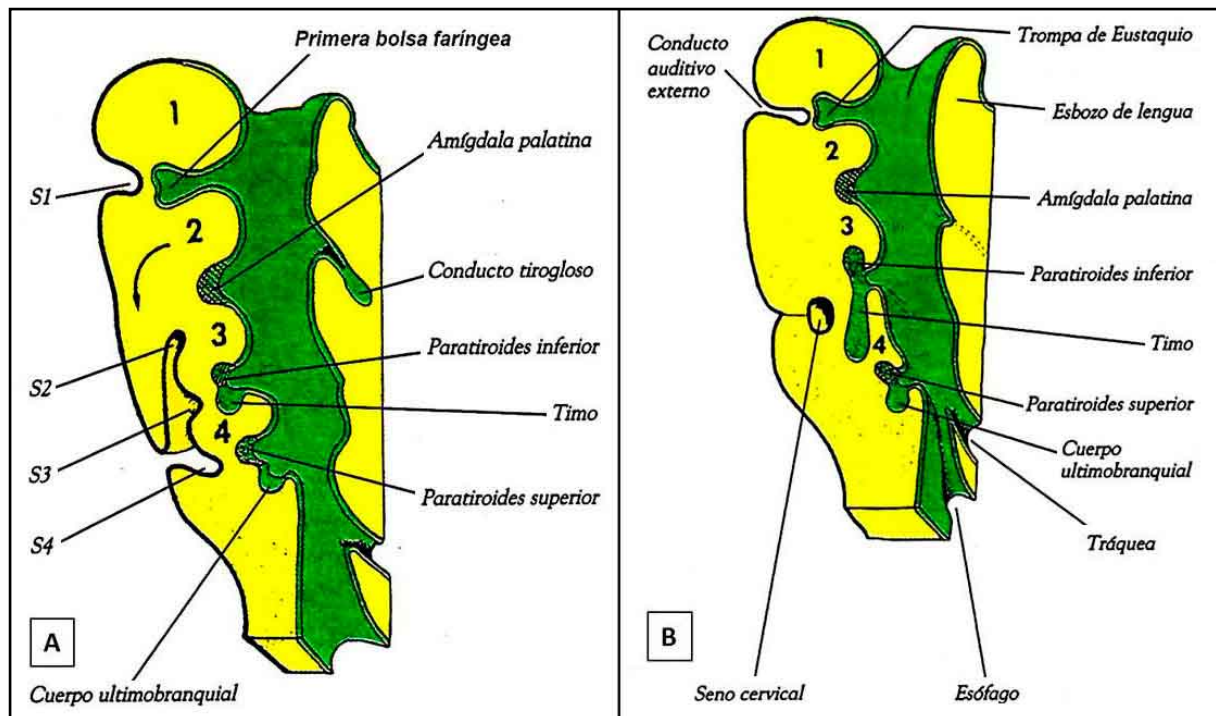 Primera bolsa faríngea
1
Amígdala palatina
S1
2
Conducto tirogloso
3
Paratiroides inferior
S2
Timo
4
S3
Paratiroides superior
S4
A
Cuerpo ultimobranquial
Conducto
auditivo
externo
Trompa de Eustaquio
1
Esbozo de lengua
2
Amígdala palatina
3
Paratiroides inferior
Timo
4
Paratiroides superior
Cuerpo
ultimobranquial
Tráquea
B
Seno cervical
Esófago